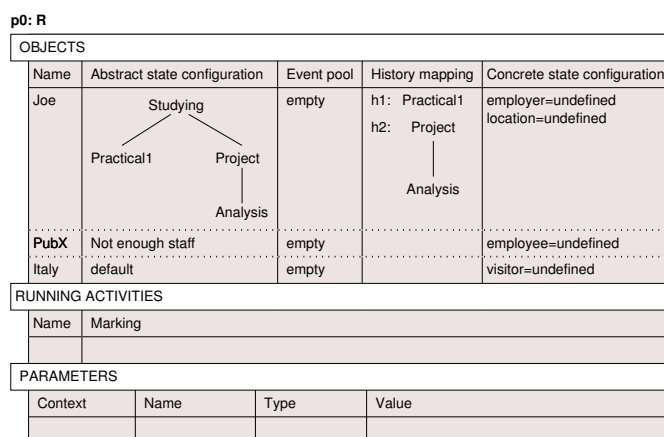 p0: R
OBJECTS
Name Abstract state configuration Event pool History mapping Concrete state configuration
Joe Studying empty h1: Practical1 employer=undefined
location=undefined
h2: Project
Practical1 Project
Analysis
Analysis
PubX Not enough staff empty employee=undefined
Italy default empty visitor=undefined
RUNNING ACTIVITIES
Name Marking
PARAMETERS
Context Name Type Value